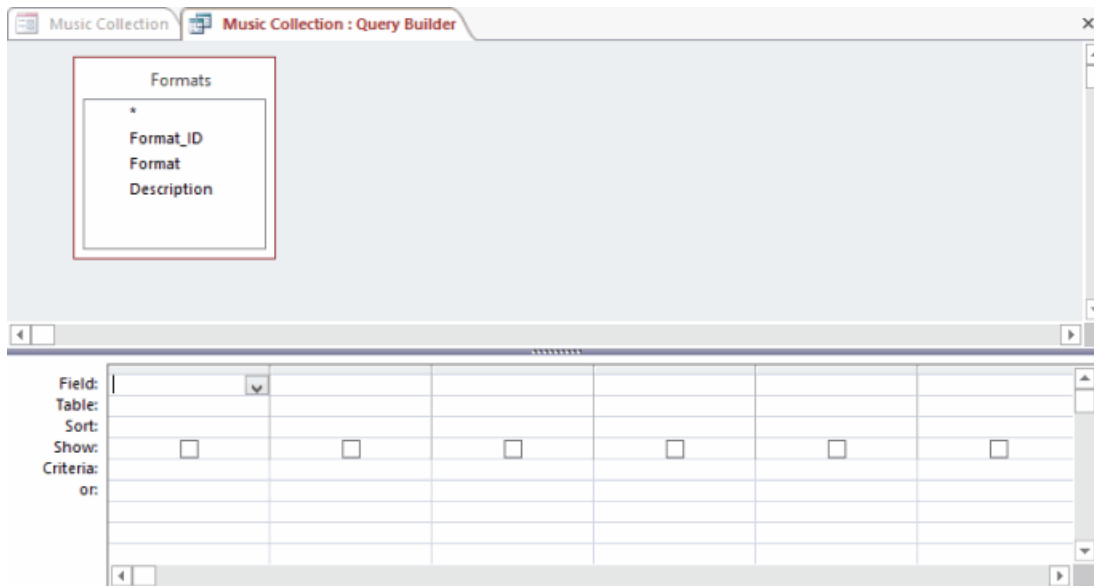 Music Collection Music Collection : Query Builder
Formats
*
Format_ID
Format
Description
Field:
Table:
Sort:
Show:
Criteria:
or: